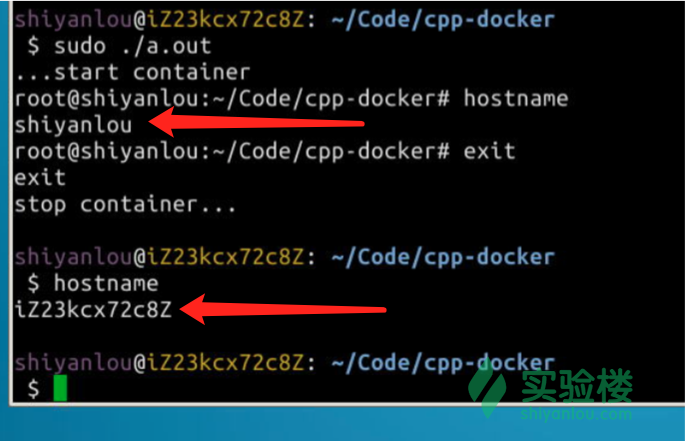 shiyanlou@iZ23kcx72c8Z: ~/Code/cpp-docker
$ sudo ./a.out
...start container
root@shiyanlou:~/Code/cpp-docker# hostname
shiyanlou
root@shiyanlou:~/Code/cpp-docker# exit
exit
stop container...
shiyanlou@iZ23kcx72c8Z: ~/Code/cpp-docker
$ hostname
iZ23kcx72c8Z
shiyanlou@iZ23kcx72c8Z: ~/Code/cpp-docker
$
实验楼
shiyanlou.com